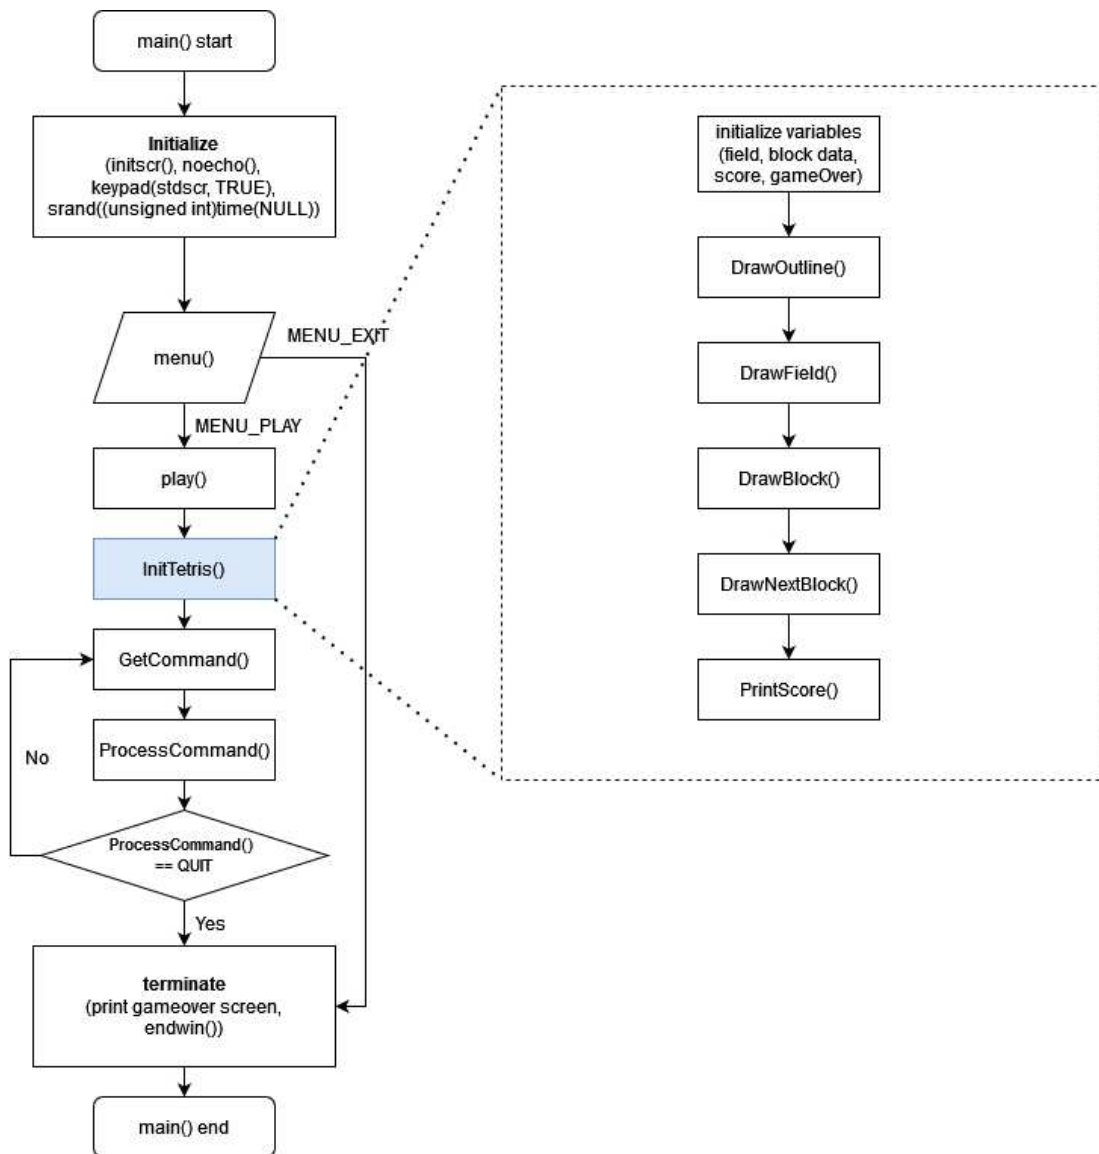 main() start
Initialize
(initscr(), noecho(),
keypad(stdscr, TRUE),
srand((unsigned int)time(NULL))
menu()
MENU_EXIT
MENU_PLAY
play()
InitTetris()
GetCommand()
ProcessCommand()
No
ProcessCommand()
== QUIT
Yes
terminate
(print gameover screen,
endwin())
main() end
initialize variables
(field, block data,
score, gameOver)
DrawOutline()
DrawField()
DrawBlock()
DrawNextBlock()
PrintScore()